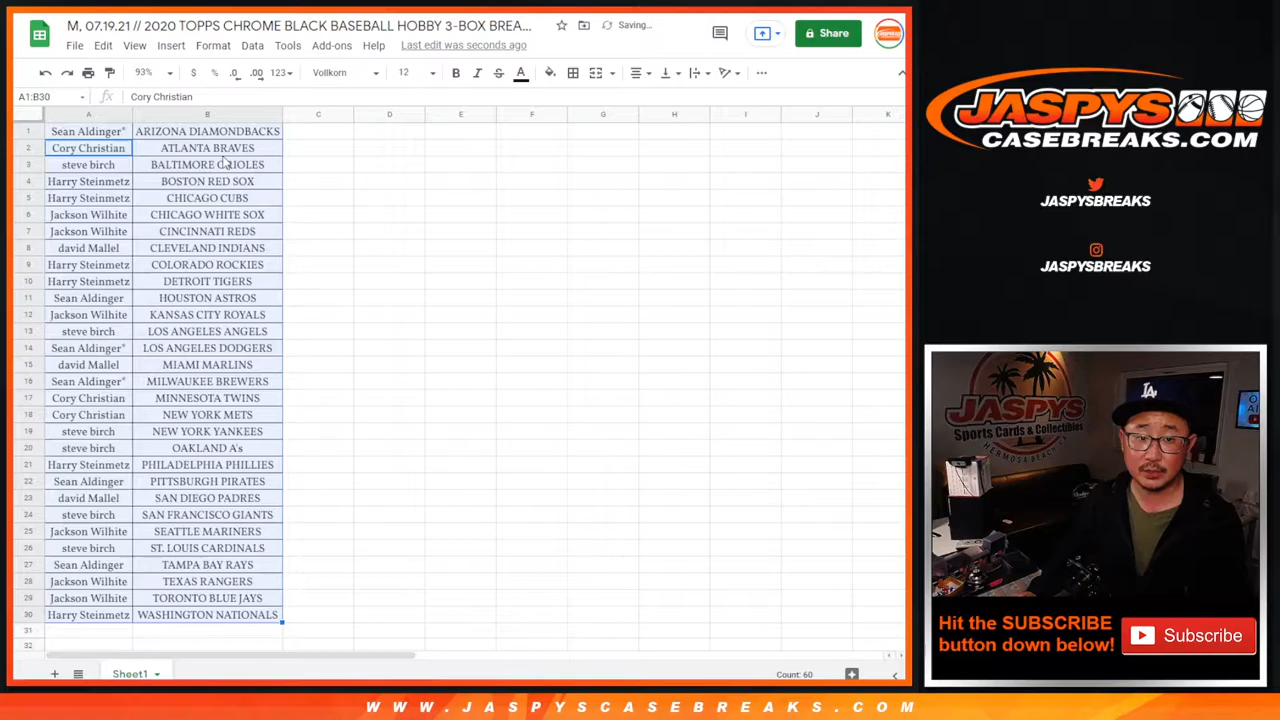 M, 07.19.21 // 2020 TOPPS CHROME BLACK BASEBALL HOBBY 3-BOX BREA...
Saving...
Share
File Edit View Insert Format Data Tools Add-ons Help Last edit was seconds ago
93% $ % .0 .00 123 Vollkorn 12 B I S A
A1:B30 fx Cory Christian
A B C D E F G H I J K
1 Sean Aldinger* ARIZONA DIAMONDBACKS
2 Cory Christian ATLANTA BRAVES
3 steve birch BALTIMORE ORIOLES
4 Harry Steinmetz BOSTON RED SOX
5 Harry Steinmetz CHICAGO CUBS
6 Jackson Wilhite CHICAGO WHITE SOX
7 Jackson Wilhite CINCINNATI REDS
8 david Mallel CLEVELAND INDIANS
9 Harry Steinmetz COLORADO ROCKIES
10 Harry Steinmetz DETROIT TIGERS
11 Sean Aldinger HOUSTON ASTROS
12 Jackson Wilhite KANSAS CITY ROYALS
13 steve birch LOS ANGELES ANGELS
14 Sean Aldinger* LOS ANGELES DODGERS
15 david Mallel MIAMI MARLINS
16 Sean Aldinger* MILWAUKEE BREWERS
17 Cory Christian MINNESOTA TWINS
18 Cory Christian NEW YORK METS
19 steve birch NEW YORK YANKEES
20 steve birch OAKLAND A's
21 Harry Steinmetz PHILADELPHIA PHILLIES
22 Sean Aldinger PITTSBURGH PIRATES
23 david Mallel SAN DIEGO PADRES
24 steve birch SAN FRANCISCO GIANTS
25 Jackson Wilhite SEATTLE MARINERS
26 steve birch ST. LOUIS CARDINALS
27 Sean Aldinger TAMPA BAY RAYS
28 Jackson Wilhite TEXAS RANGERS
29 Jackson Wilhite TORONTO BLUE JAYS
30 Harry Steinmetz WASHINGTON NATIONALS
31
32
Sheet1
Count: 60
JASPYS
CASEBREAKS.COM
JASPYSBREAKS
JASPYSBREAKS
JASPYS
Sports Cards & Collectibles
HERMOSA BEACH
LA
Hit the SUBSCRIBE
button down below!
Subscribe
WWW.JASPYSCASEBREAKS.COM